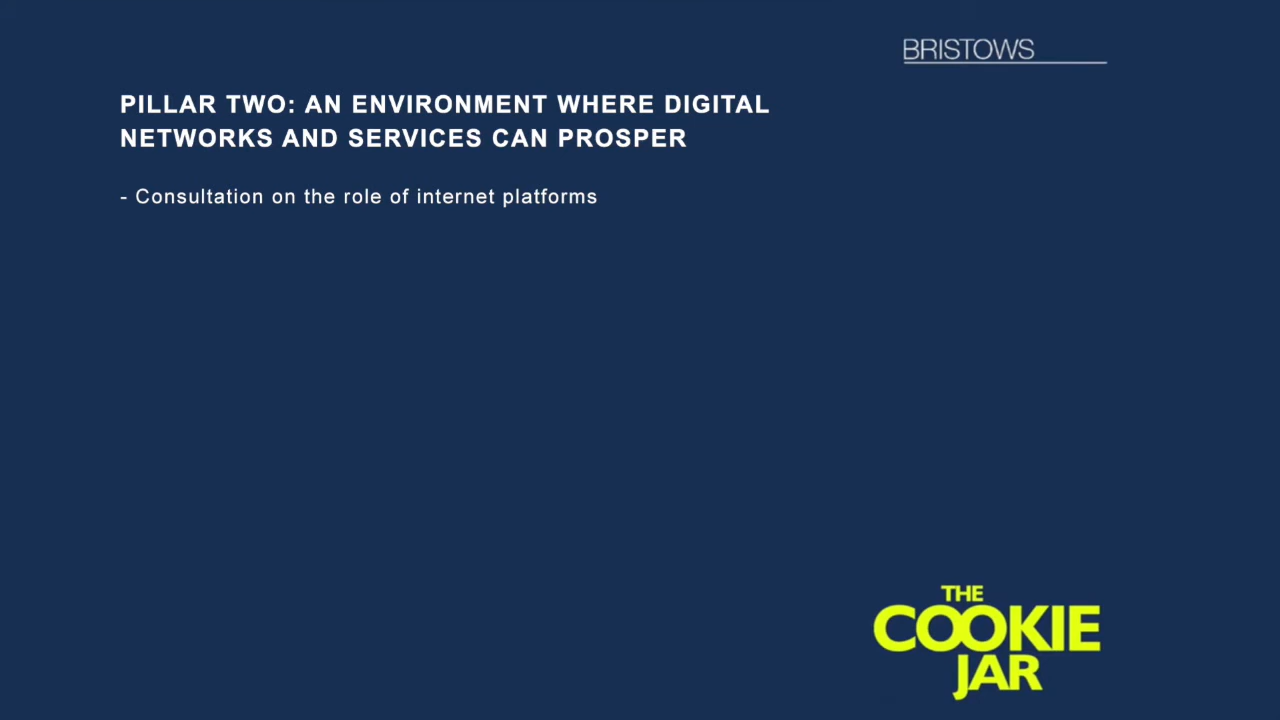 BRISTOWS
PILLAR TWO: AN ENVIRONMENT WHERE DIGITAL
NETWORKS AND SERVICES CAN PROSPER
- Consultation on the role of internet platforms
THE
COOKIE
JAR